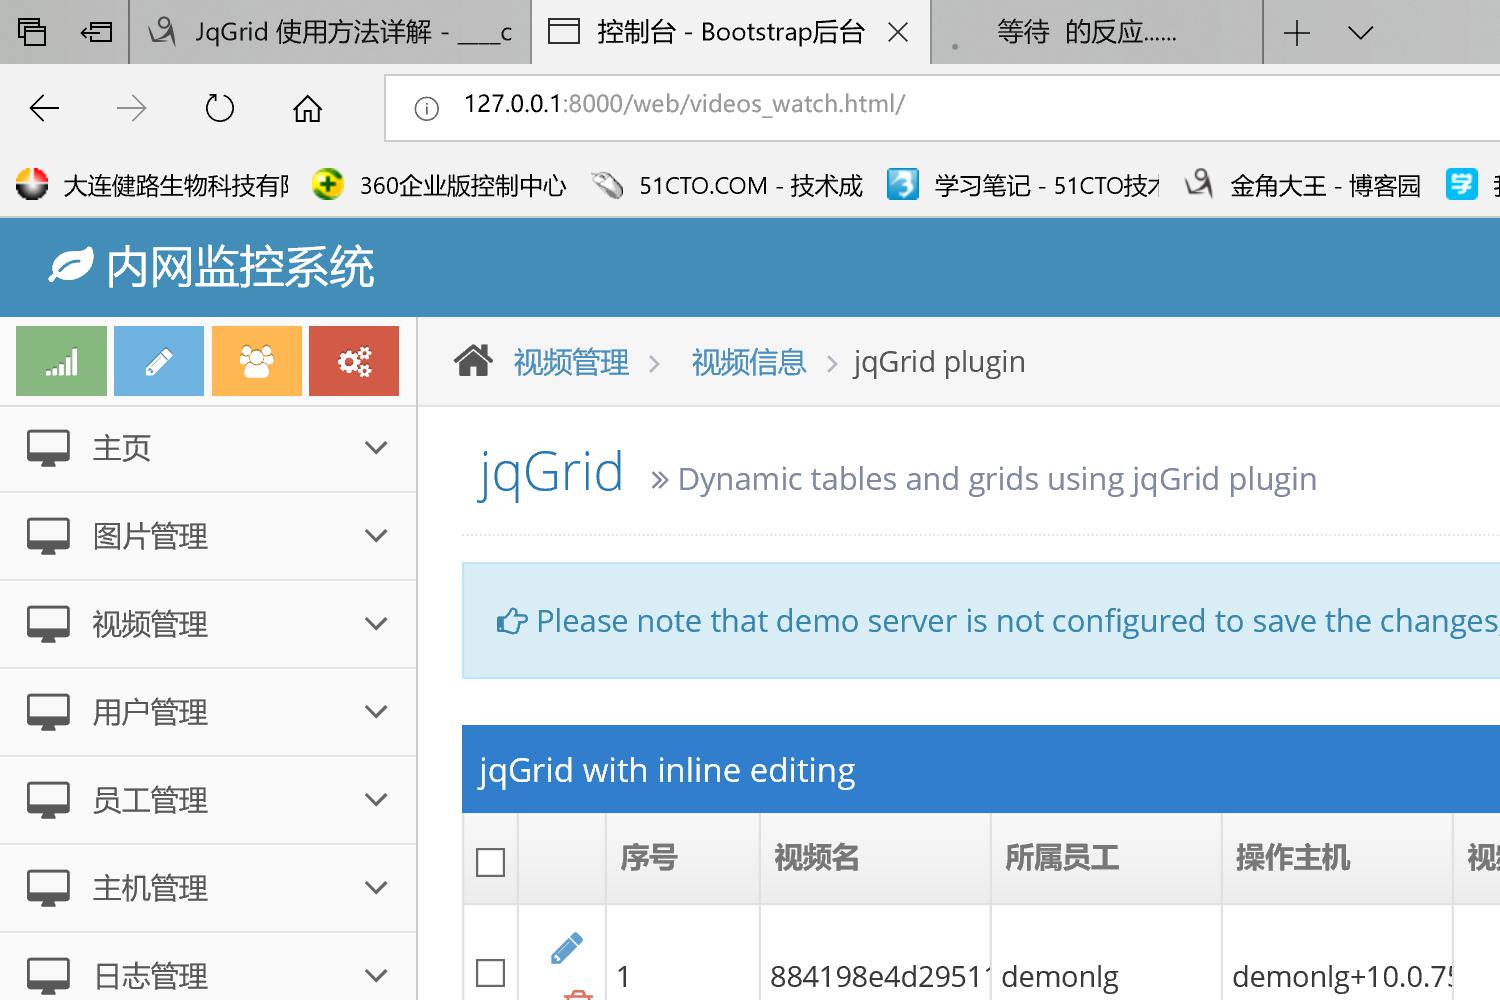 JqGrid 使用方法详解 - ____c
控制台 - Bootstrap后台
等待 的反应......
127.0.0.1:8000/web/videos_watch.html/
大连健路生物科技有限
360企业版控制中心
51CTO.COM - 技术成
学习笔记 - 51CTO技术
金角大王 - 博客园
学
内网监控系统
视频管理
视频信息
jqGrid plugin
主页
图片管理
视频管理
用户管理
员工管理
主机管理
日志管理
jqGrid
Dynamic tables and grids using jqGrid plugin
Please note that demo server is not configured to save the changes,
jqGrid with inline editing
序号 视频名 所属员工 操作主机 视
1 884198e4d29511 demonlg demonlg+10.0.75